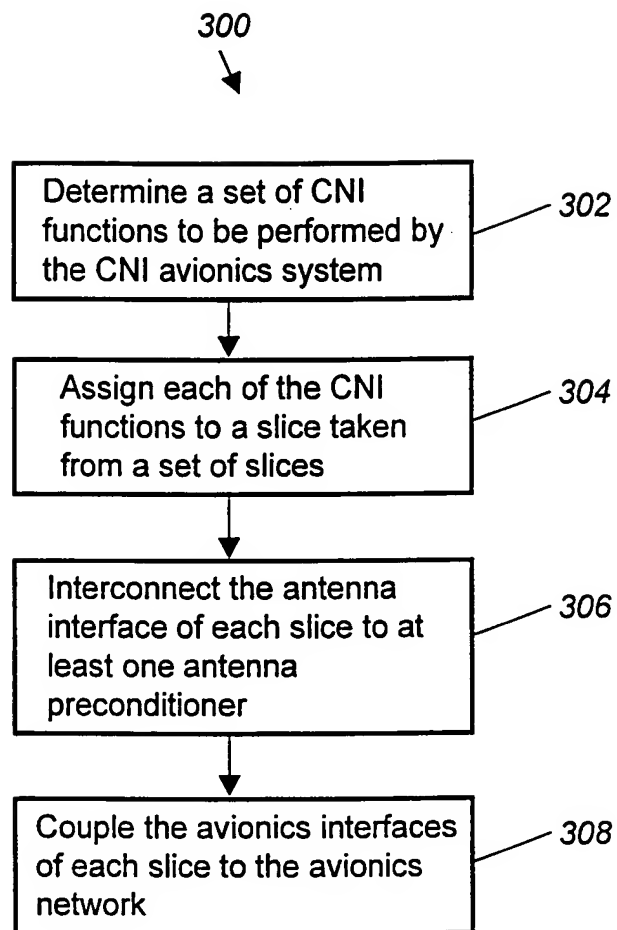 300
Determine a set of CNI
functions to be performed by
the CNI avionics system
302
Assign each of the CNI
functions to a slice taken
from a set of slices
304
Interconnect the antenna
interface of each slice to at
least one antenna
preconditioner
306
Couple the avionics interfaces
of each slice to the avionics
network
308